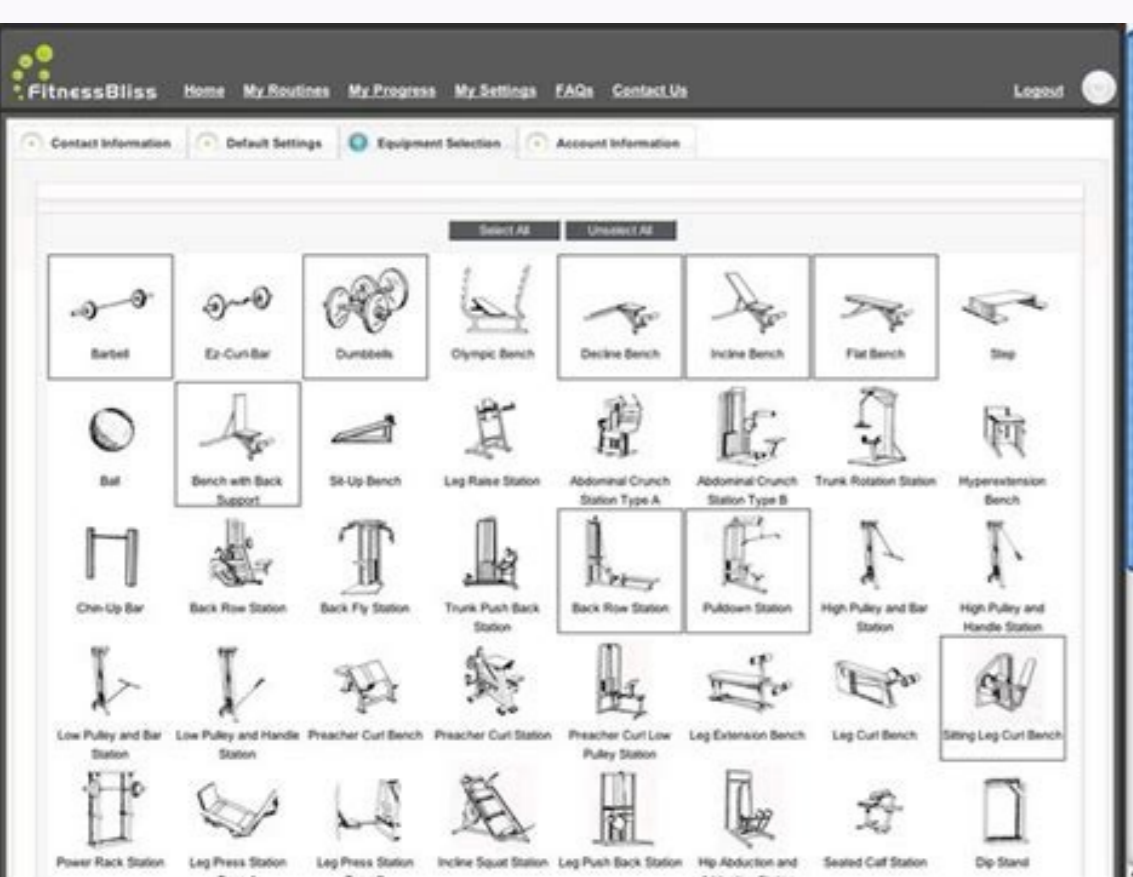 FitnessBliss Home My Routines My Progress My Settings FAQs Contact Us Logout
Contact Information Default Settings Equipment Selection Account Information
Select All Unselect All
Barbell Ez-Curl-Bar Dumbbells Olympic Bench Decline Bench Incline Bench Flat Bench Step
Ball Bench with Back Sit-Up Bench Leg Raise Station Abdominal Crunch Abdominal Crunch Trunk Rotation Station Hyperextension
Support Station Type A Station Type B Bench
Chin-Up Bar Back Row Station Back Fly Station Trunk Push Back Back Row Station Pulldown Station High Pulley and Bar High Pulley and
Station Station Handle Station
Low Pulley and Bar Low Pulley and Handle Preacher Curl Bench Preacher Curl Station Preacher Curl Low Leg Extension Bench Leg Curl Bench Sitting Leg Curl Bench
Station Station Pulley Station
Power Rack Station Leg Press Station Leg Press Station Incline Squat Station Leg Push Back Station Hip Abduction and Seated Calf Station Dip Stand